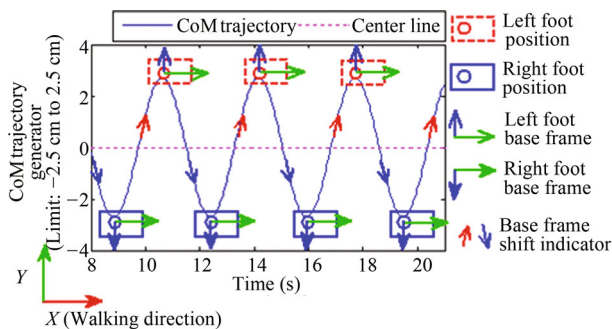 CoM trajectory
Center line
Left foot
position
Right foot
position
Left foot
base frame
Right foot
base frame
Base frame
shift indicator
CoM trajectory
generator
(Limit: −2.5 cm to 2.5 cm)
4
2
0
−2
−4
8
10
12
14
16
18
20
Time (s)
Y
X (Walking direction)